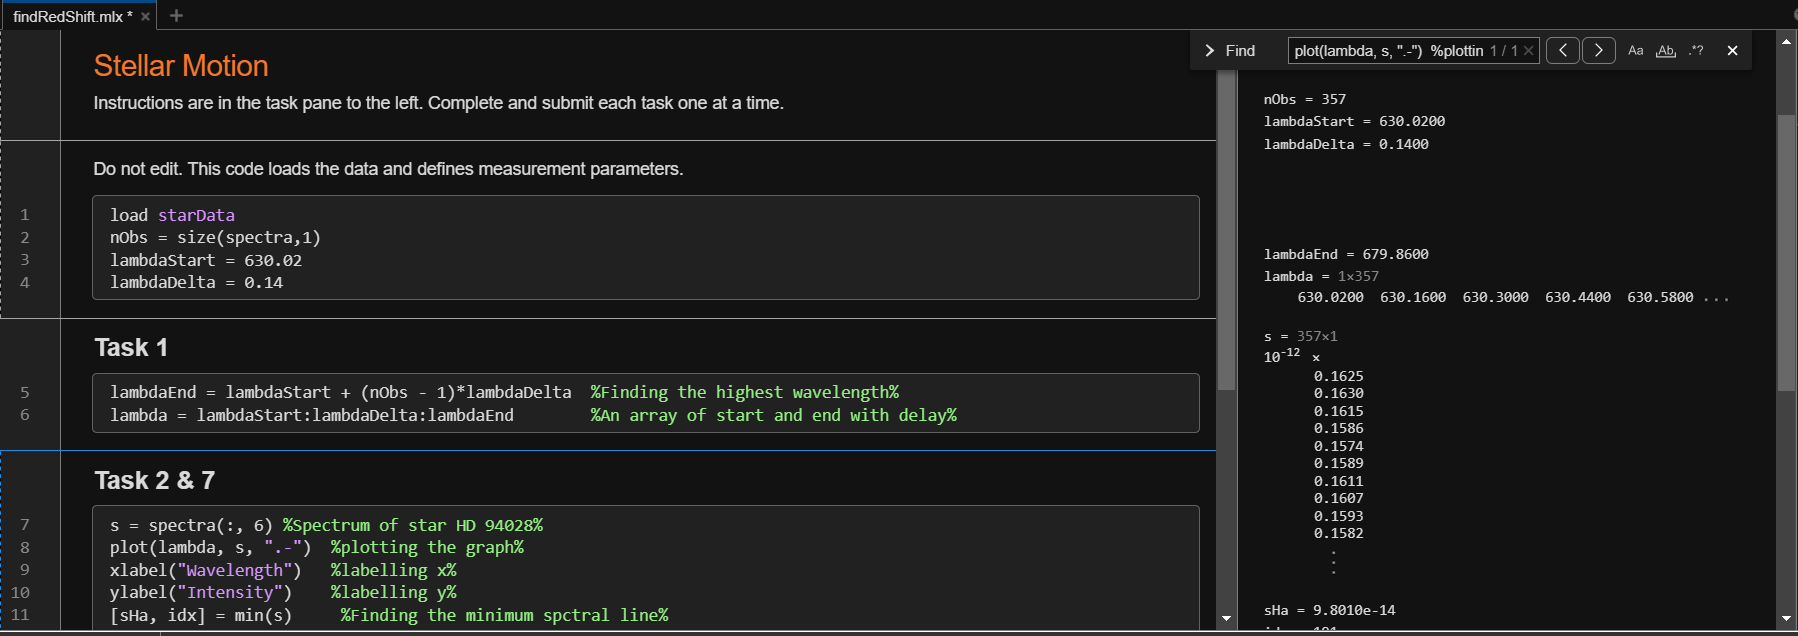 findRedShift.mlx * × +
Stellar Motion
Instructions are in the task pane to the left. Complete and submit each task one at a time.
Do not edit. This code loads the data and defines measurement parameters.
1 load starData
2 nObs = size(spectra,1)
3 lambdaStart = 630.02
4 lambdaDelta = 0.14
Task 1
5 lambdaEnd = lambdaStart + (nObs - 1)*lambdaDelta %Finding the highest wavelength%
6 lambda = lambdaStart:lambdaDelta:lambdaEnd %An array of start and end with delay%
Task 2 & 7
7 s = spectra(:, 6) %Spectrum of star HD 94028%
8 plot(lambda, s, ".-") %plotting the graph%
9 xlabel("Wavelength") %labelling x%
10 ylabel("Intensity") %labelling y%
11 [sHa, idx] = min(s) %Finding the minimum spctral line%
> Find plot(lambda, s, ".-") %plottin 1 / 1 × < > Aa Ab, .*? ×
nObs = 357
lambdaStart = 630.0200
lambdaDelta = 0.1400
lambdaEnd = 679.8600
lambda = 1×357
630.0200 630.1600 630.3000 630.4400 630.5800 ...
s = 357×1
10^-12 ×
0.1625
0.1630
0.1615
0.1586
0.1574
0.1589
0.1611
0.1607
0.1593
0.1582
sHa = 9.8010e-14